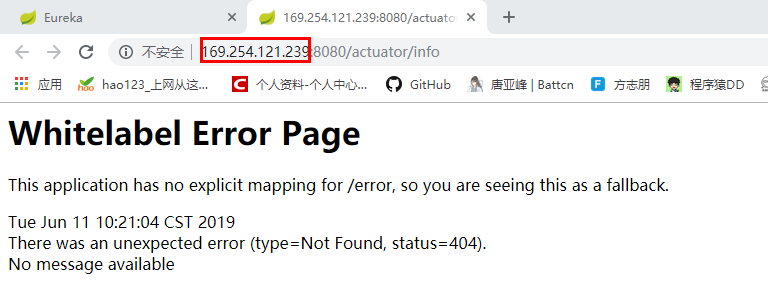 Eureka
169.254.121.239:8080/actuato
不安全
169.254.121.239:8080/actuator/info
应用
hao123_上网从这...
个人资料-个人中心...
GitHub
唐亚峰 | Battcn
方志朋
程序猿DD
Whitelabel Error Page
This application has no explicit mapping for /error, so you are seeing this as a fallback.
Tue Jun 11 10:21:04 CST 2019
There was an unexpected error (type=Not Found, status=404).
No message available